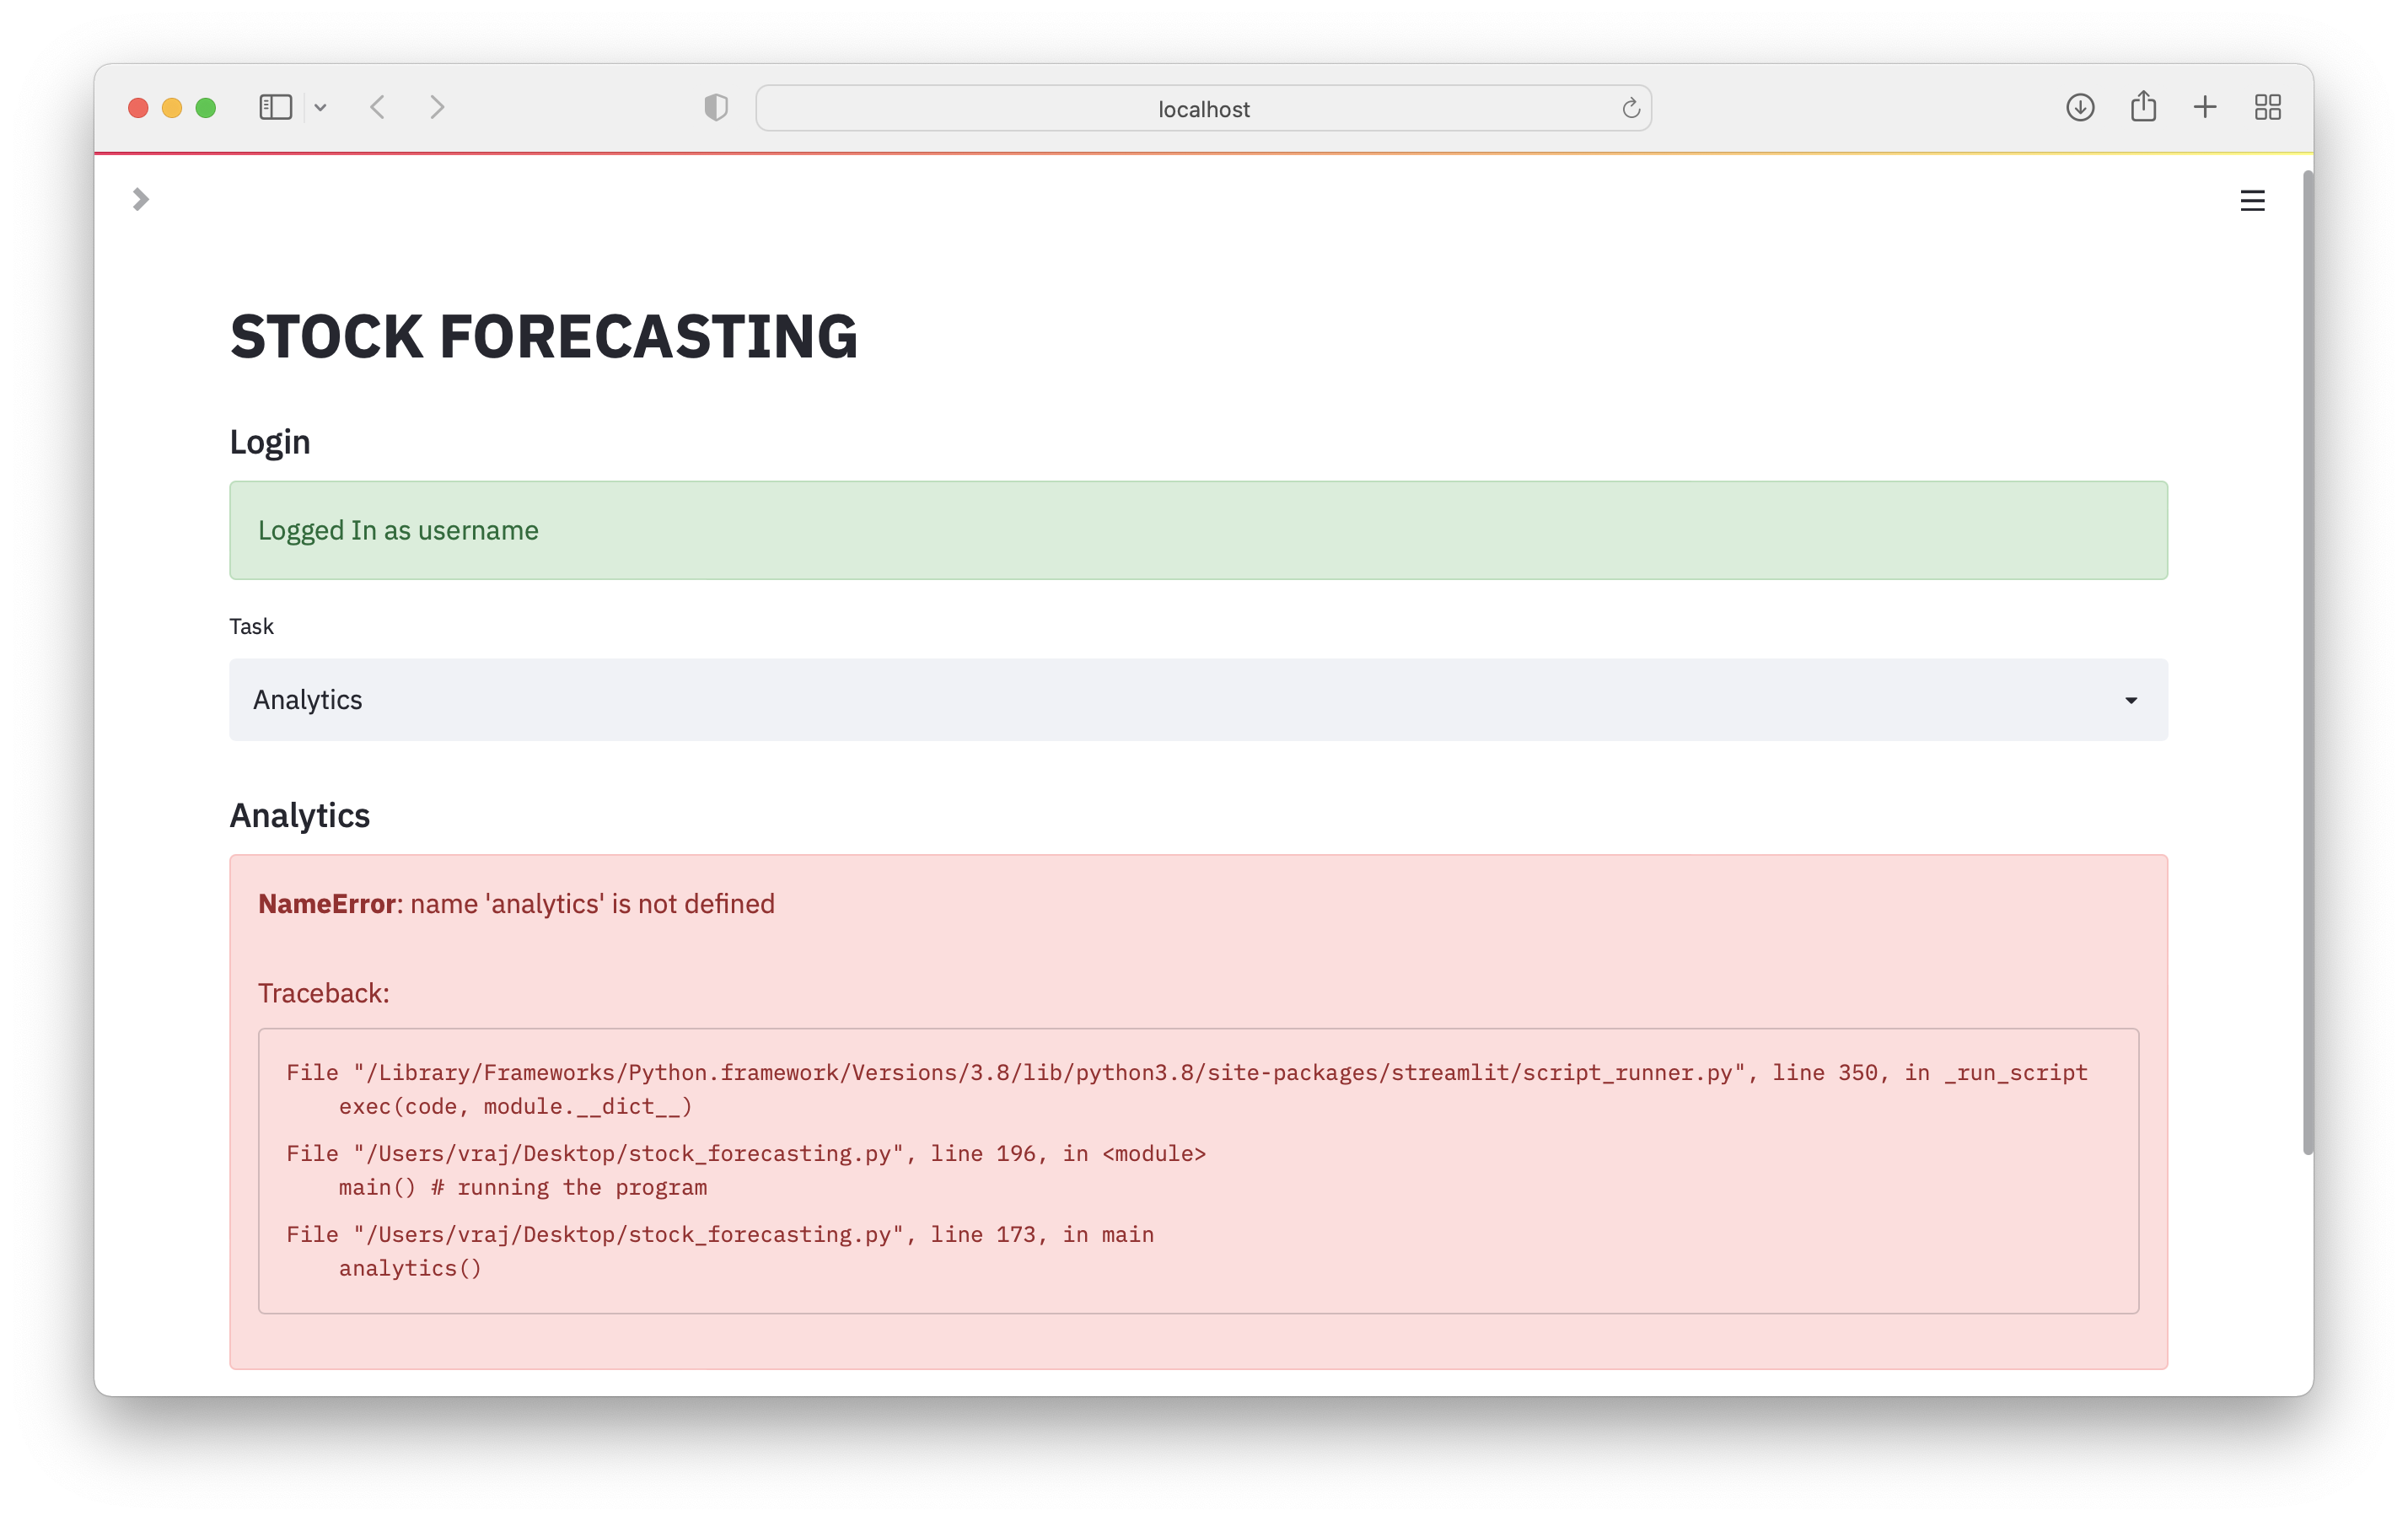 localhost
STOCK FORECASTING
Login
Logged In as username
Task
Analytics
Analytics
NameError: name 'analytics' is not defined
Traceback:
File "/Library/Frameworks/Python.framework/Versions/3.8/lib/python3.8/site-packages/streamlit/script_runner.py", line 350, in _run_script
    exec(code, module.__dict__)
File "/Users/vraj/Desktop/stock_forecasting.py", line 196, in <module>
    main() # running the program
File "/Users/vraj/Desktop/stock_forecasting.py", line 173, in main
    analytics()